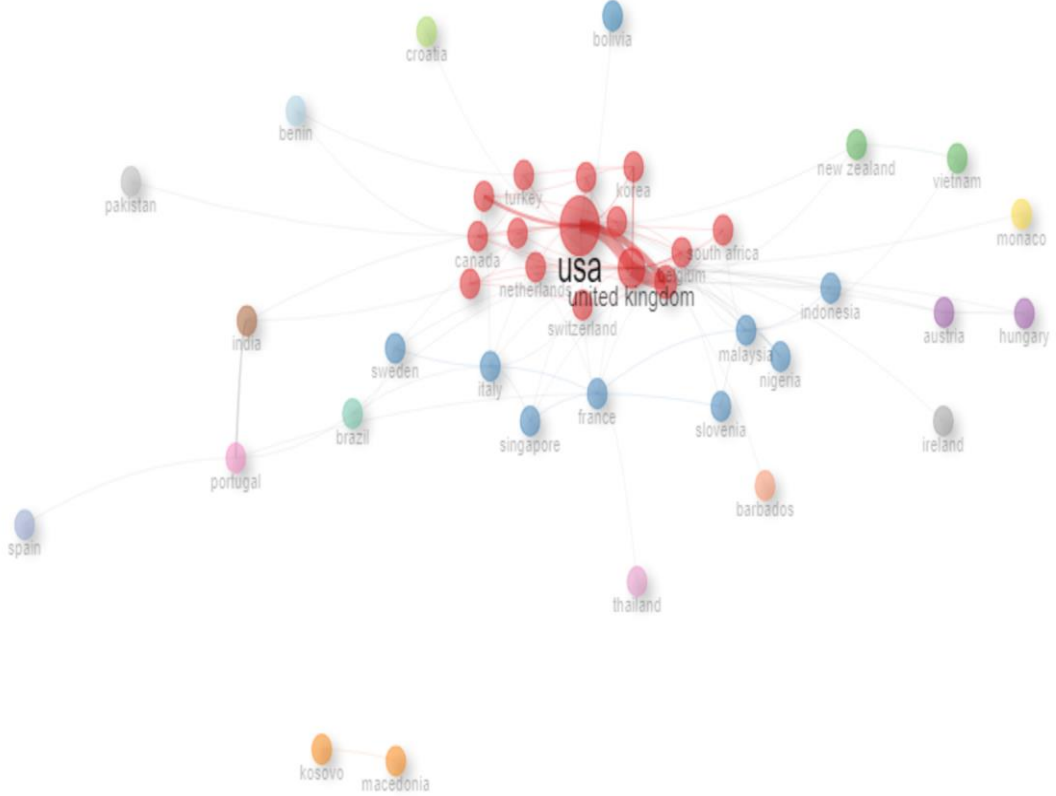 bolivia
croatia
benin
new zealand
vietnam
pakistan
turkey
korea
monaco
canada
south africa
usa
belgium
netherlands
united kingdom
indonesia
switzerland
austria
hungary
india
malaysia
sweden
nigeria
italy
france
slovenia
brazil
singapore
ireland
portugal
barbados
spain
thailand
kosovo
macedonia